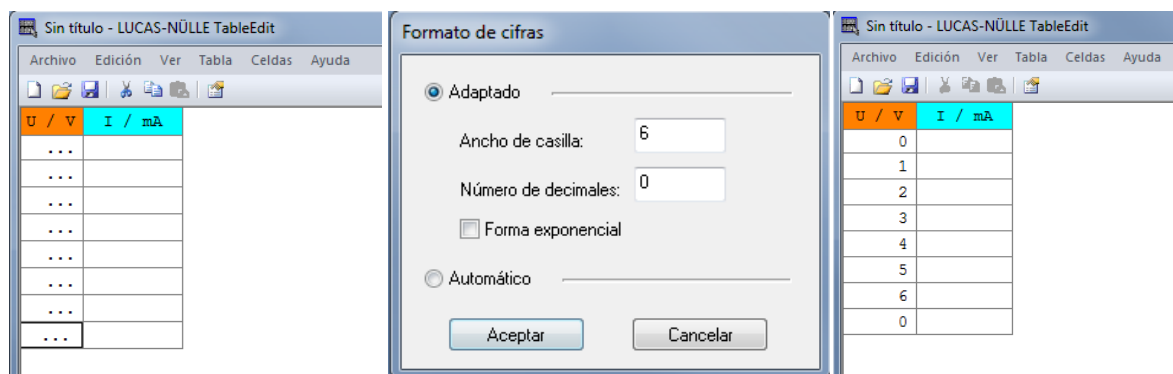 Sin título - LUCAS-NÜLLE TableEdit
Archivo Edición Ver Tabla Celdas Ayuda
U / V I / mA
...
...
...
...
...
...
...
...
Formato de cifras
Adaptado
Ancho de casilla: 6
Número de decimales: 0
Forma exponencial
Automático
Aceptar Cancelar
Sin título - LUCAS-NÜLLE TableEdit
Archivo Edición Ver Tabla Celdas Ayuda
U / V I / mA
0
1
2
3
4
5
6
0